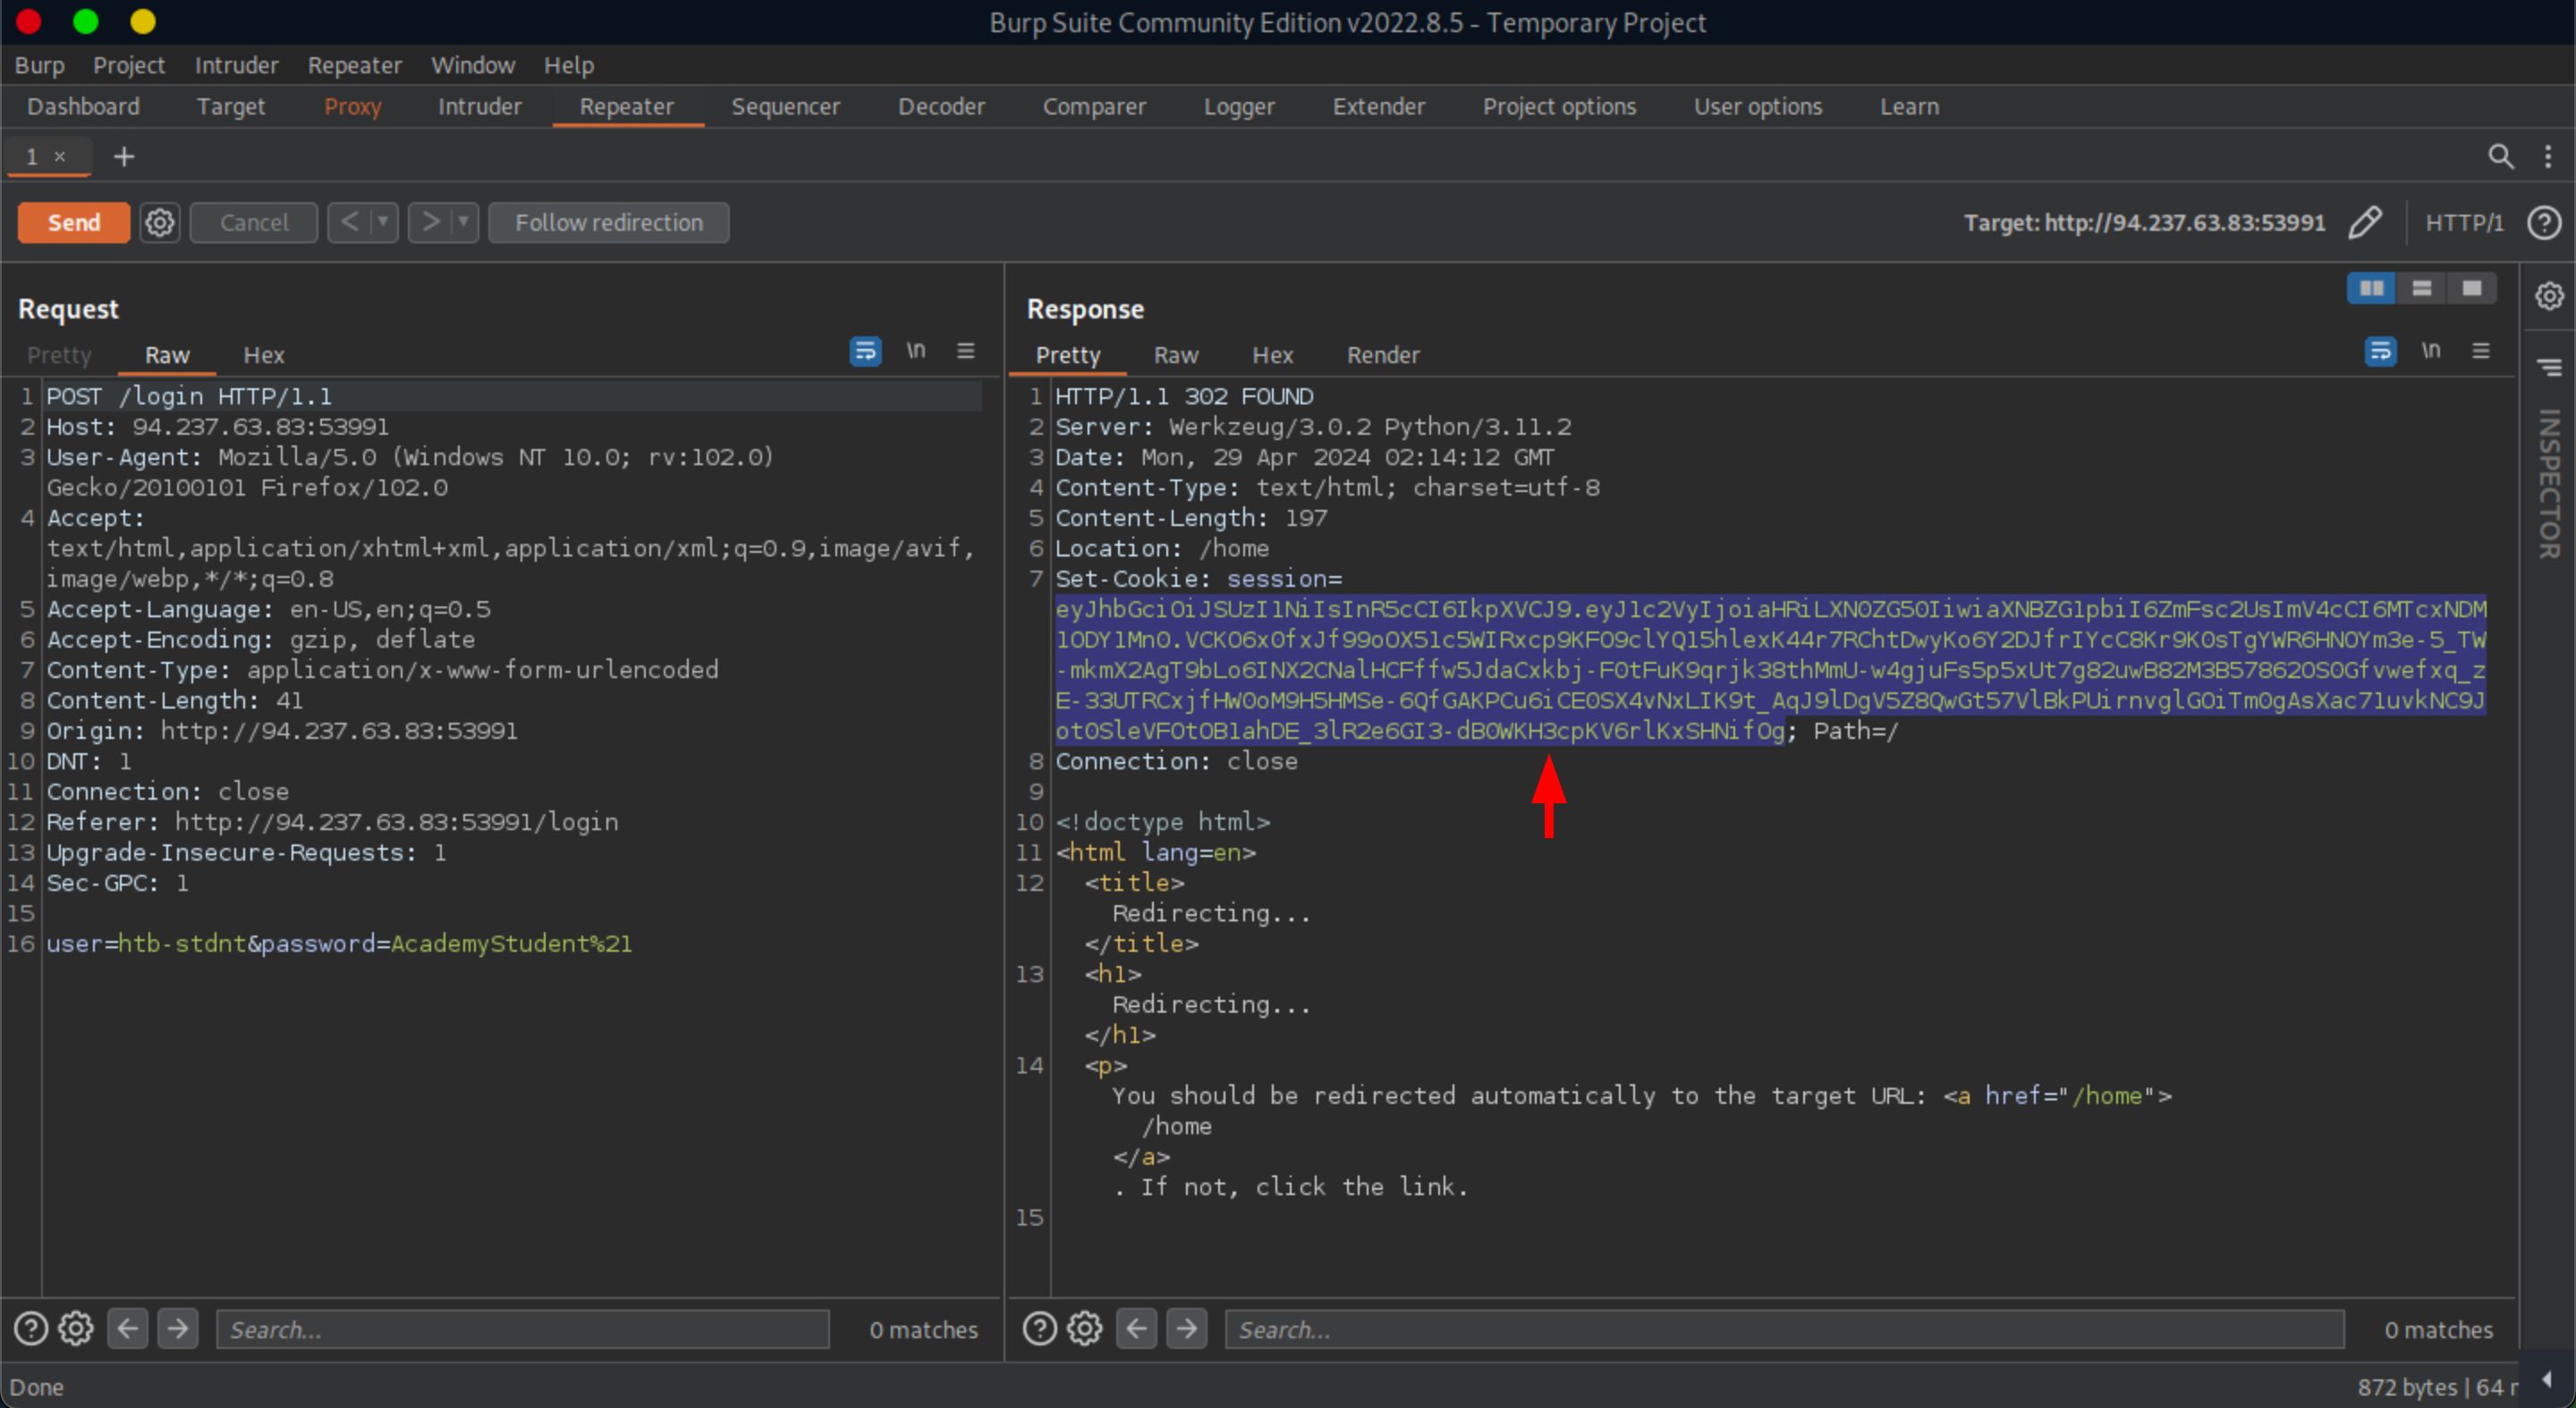 Burp Suite Community Edition v2022.8.5 - Temporary Project
Burp Project Intruder Repeater Window Help
Dashboard Target Proxy Intruder Repeater Sequencer Decoder Comparer Logger Extender Project options User options Learn
1 × +
Send Cancel < > Follow redirection Target: http://94.237.63.83:53991 HTTP/1
Request
Pretty Raw Hex \n
1 POST /login HTTP/1.1
2 Host: 94.237.63.83:53991
3 User-Agent: Mozilla/5.0 (Windows NT 10.0; rv:102.0)
Gecko/20100101 Firefox/102.0
4 Accept:
text/html,application/xhtml+xml,application/xml;q=0.9,image/avif,
image/webp,*/*;q=0.8
5 Accept-Language: en-US,en;q=0.5
6 Accept-Encoding: gzip, deflate
7 Content-Type: application/x-www-form-urlencoded
8 Content-Length: 41
9 Origin: http://94.237.63.83:53991
10 DNT: 1
11 Connection: close
12 Referer: http://94.237.63.83:53991/login
13 Upgrade-Insecure-Requests: 1
14 Sec-GPC: 1
15
16 user=htb-stdnt&password=AcademyStudent%21
Search... 0 matches
Response
Pretty Raw Hex Render \n
1 HTTP/1.1 302 FOUND
2 Server: Werkzeug/3.0.2 Python/3.11.2
3 Date: Mon, 29 Apr 2024 02:14:12 GMT
4 Content-Type: text/html; charset=utf-8
5 Content-Length: 197
6 Location: /home
7 Set-Cookie: session=
eyJhbGciOiJSUzI1NiIsInR5cCI6IkpXVCJ9.eyJ1c2VyIjoiaHRiLXN0ZG50IiwiaXNBZG1pbiI6ZmFsc2UsImV4cCI6MTcxNDM
1ODY1Mn0.VCKO6xOfxJf99oOX51c5WIRxcp9KFO9clYQ15hlexK44r7RChtDwyKo6Y2DJfrIYcC8Kr9K0sTgYWR6HNOYm3e-5_TW
-mkmX2AgT9bLo6INX2CNalHCFffw5JdaCxkbj-F0tFuK9qrjk38thMmU-w4gjuFs5p5xUt7g82uwB82M3B57862OS0Gfvwefxq_z
E-33UTRCxjfHW0oM9H5HMSe-6QfGAKPCu6iCE0SX4vNxLIK9t_AqJ9lDgV5Z8QwGt57VlBkPUirnvglGOiTm0gAsXac71uvkNC9J
ot0SleVFOtOB1ahDE_3lR2e6GI3-dB0WKH3cpKV6rlKxSHNifOg; Path=/
8 Connection: close
9
10 <!doctype html>
11 <html lang=en>
12 <title>
Redirecting...
</title>
13 <h1>
Redirecting...
</h1>
14 <p>
You should be redirected automatically to the target URL: <a href="/home">
/home
</a>
. If not, click the link.
15
Search... 0 matches
INSPECTOR
Done 872 bytes | 64